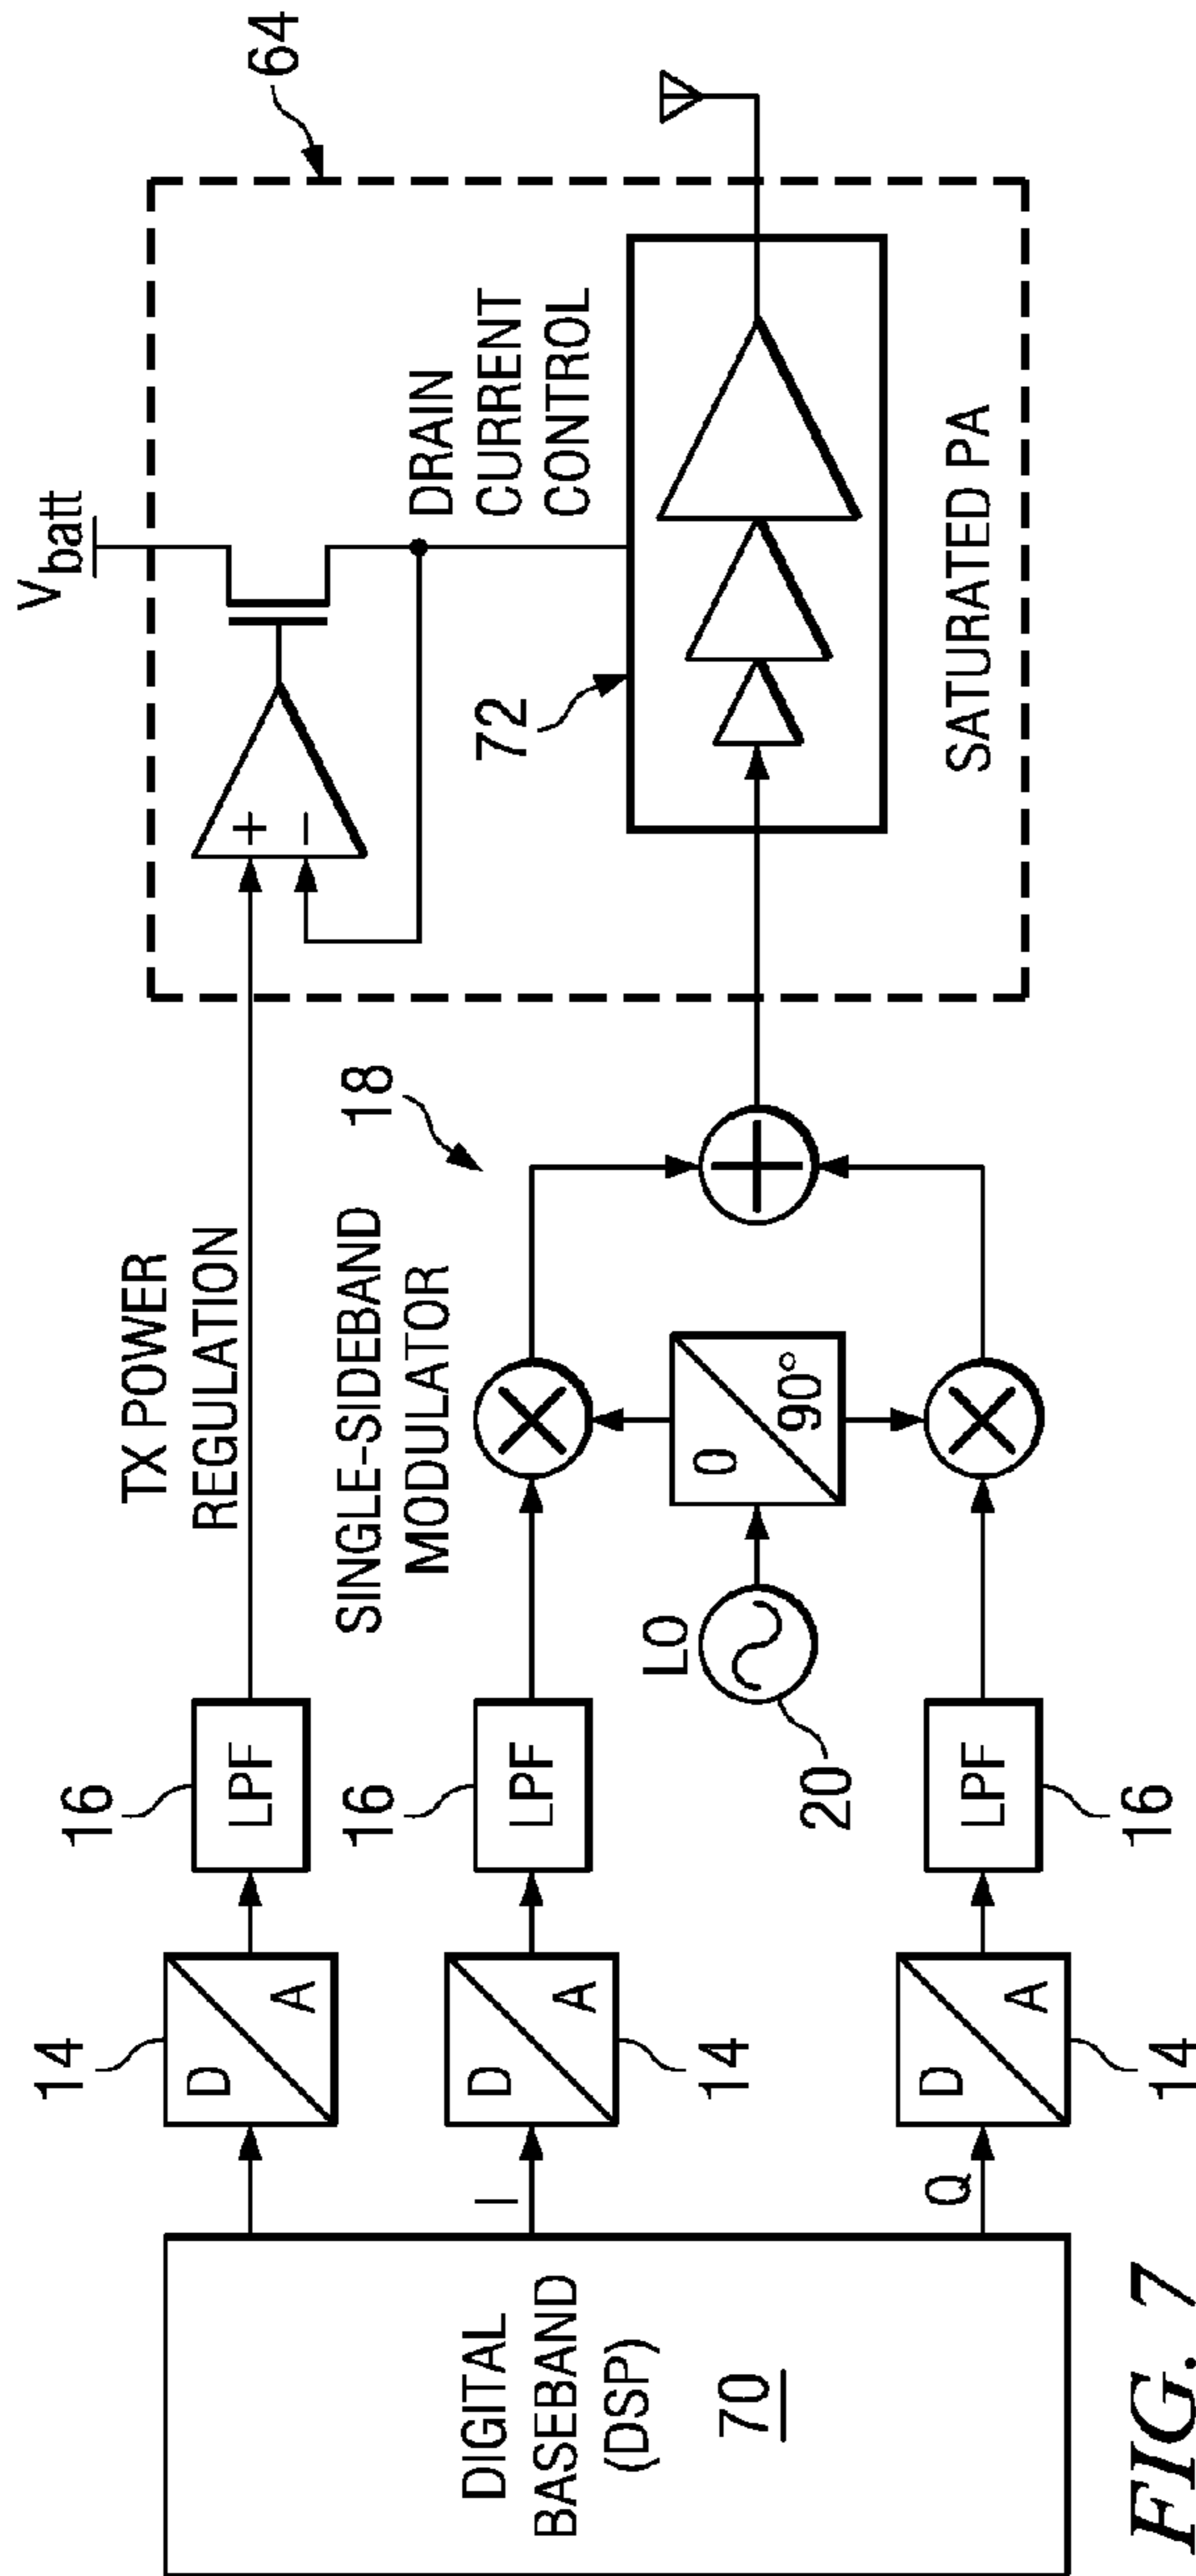 DIGITAL
BASEBAND
(DSP)
70
I
Q
14
D
A
14
D
A
14
D
A
16
LPF
16
LPF
16
LPF
TX POWER
REGULATION
SINGLE-SIDEBAND
MODULATOR
18
LO
20
0
90°
+
−
Vbatt
64
DRAIN
CURRENT
CONTROL
72
SATURATED PA
FIG. 7